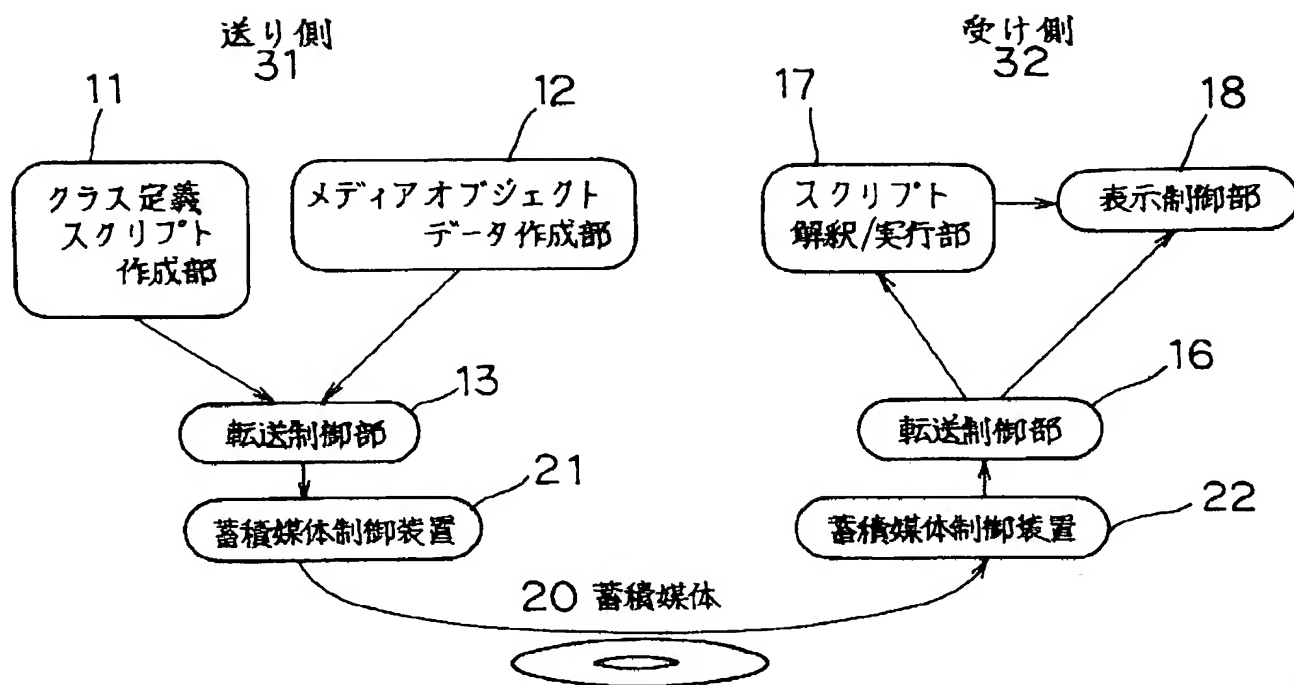 送り側
31
受け側
32
11
12
17
18
クラス定義
スクリプト
作成部
メディアオブジェクト
データ作成部
スクリプト
解釈/実行部
表示制御部
13
16
転送制御部
転送制御部
21
22
蓄積媒体制御装置
蓄積媒体制御装置
20 蓄積媒体